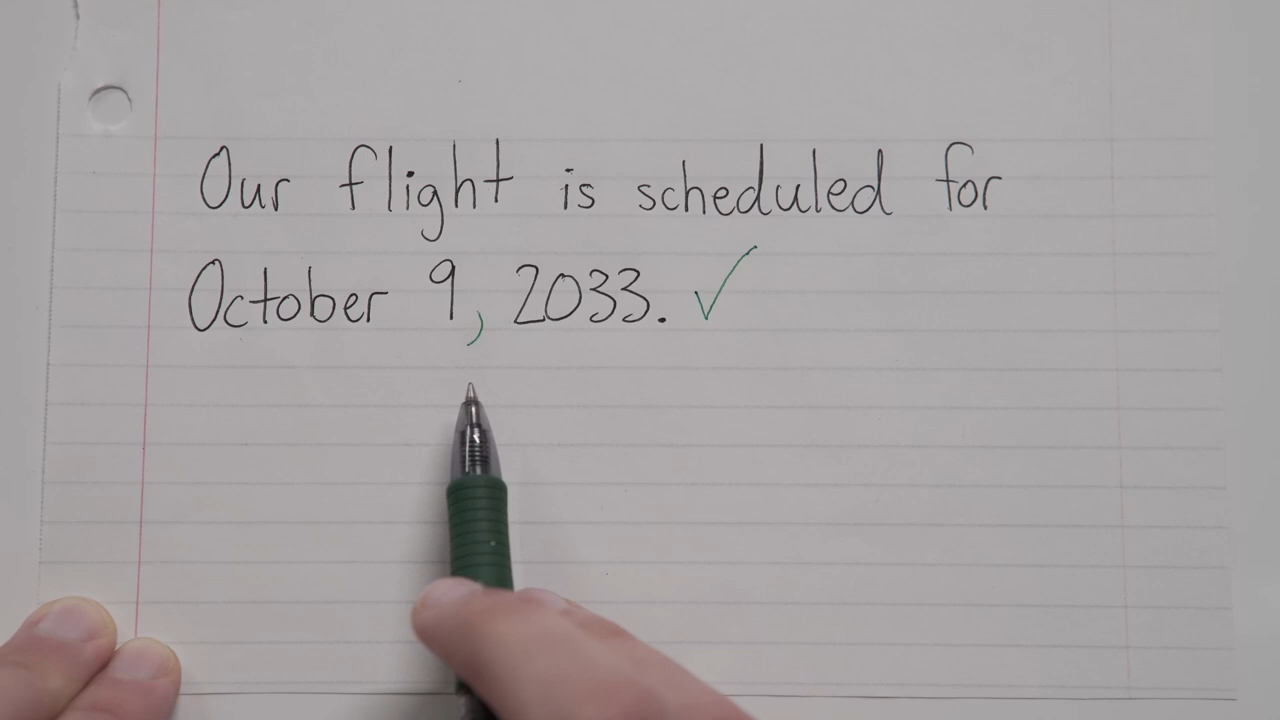 Our flight is scheduled for
October 9, 2033. ✓